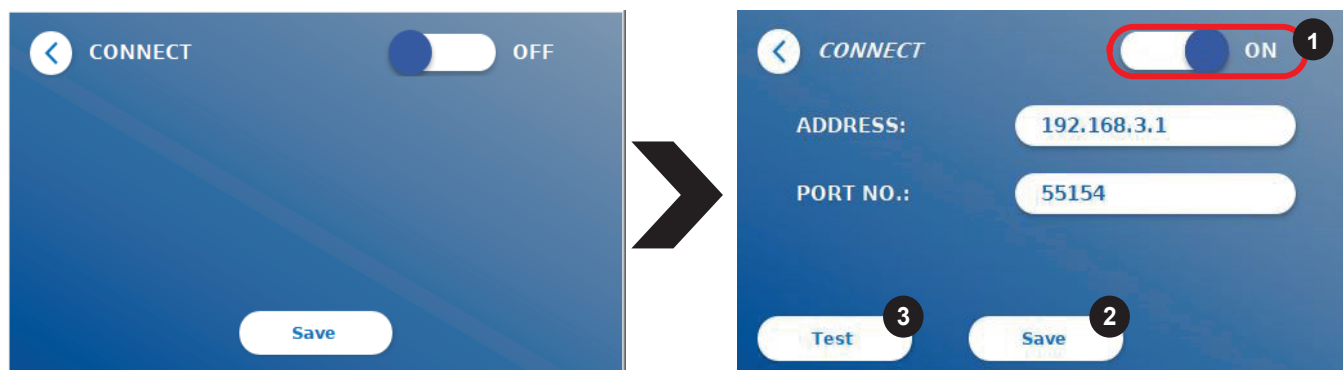 CONNECT OFF
Save
CONNECT ON 1
ADDRESS: 192.168.3.1
PORT NO.: 55154
3 2
Test Save